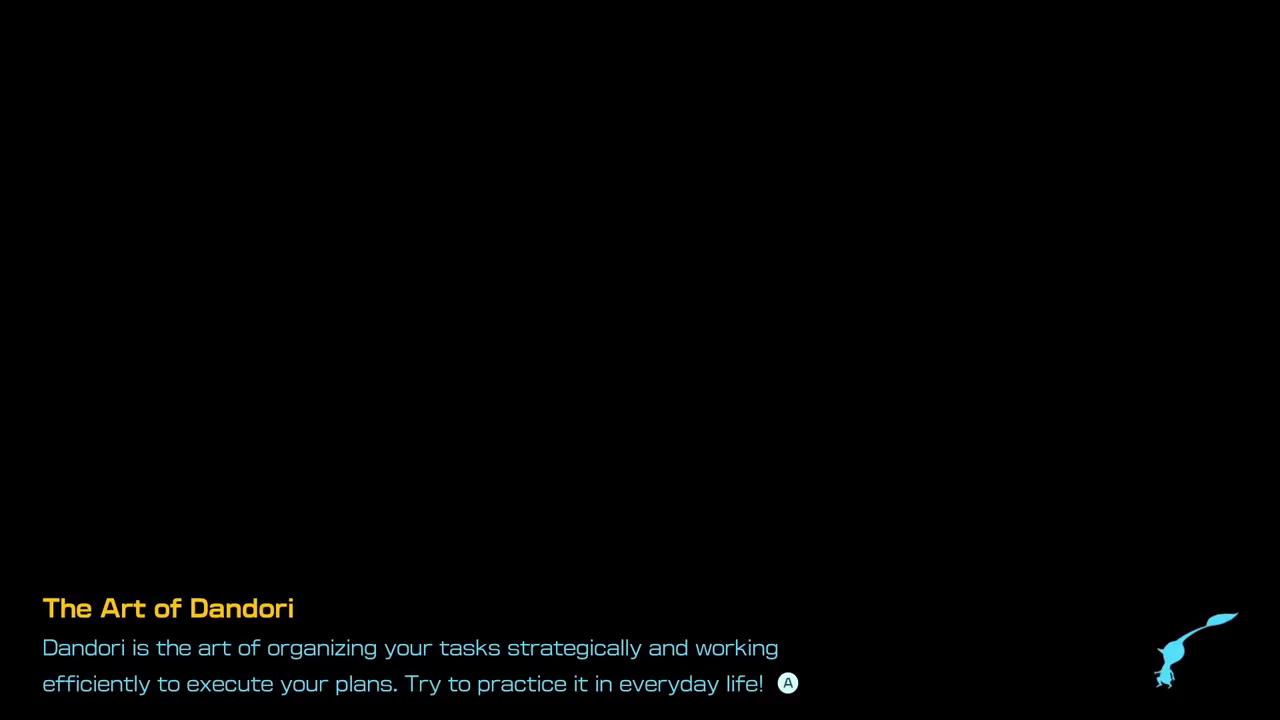 The Art of Dandori
Dandori is the art of organizing your tasks strategically and working
efficiently to execute your plans. Try to practice it in everyday life! A